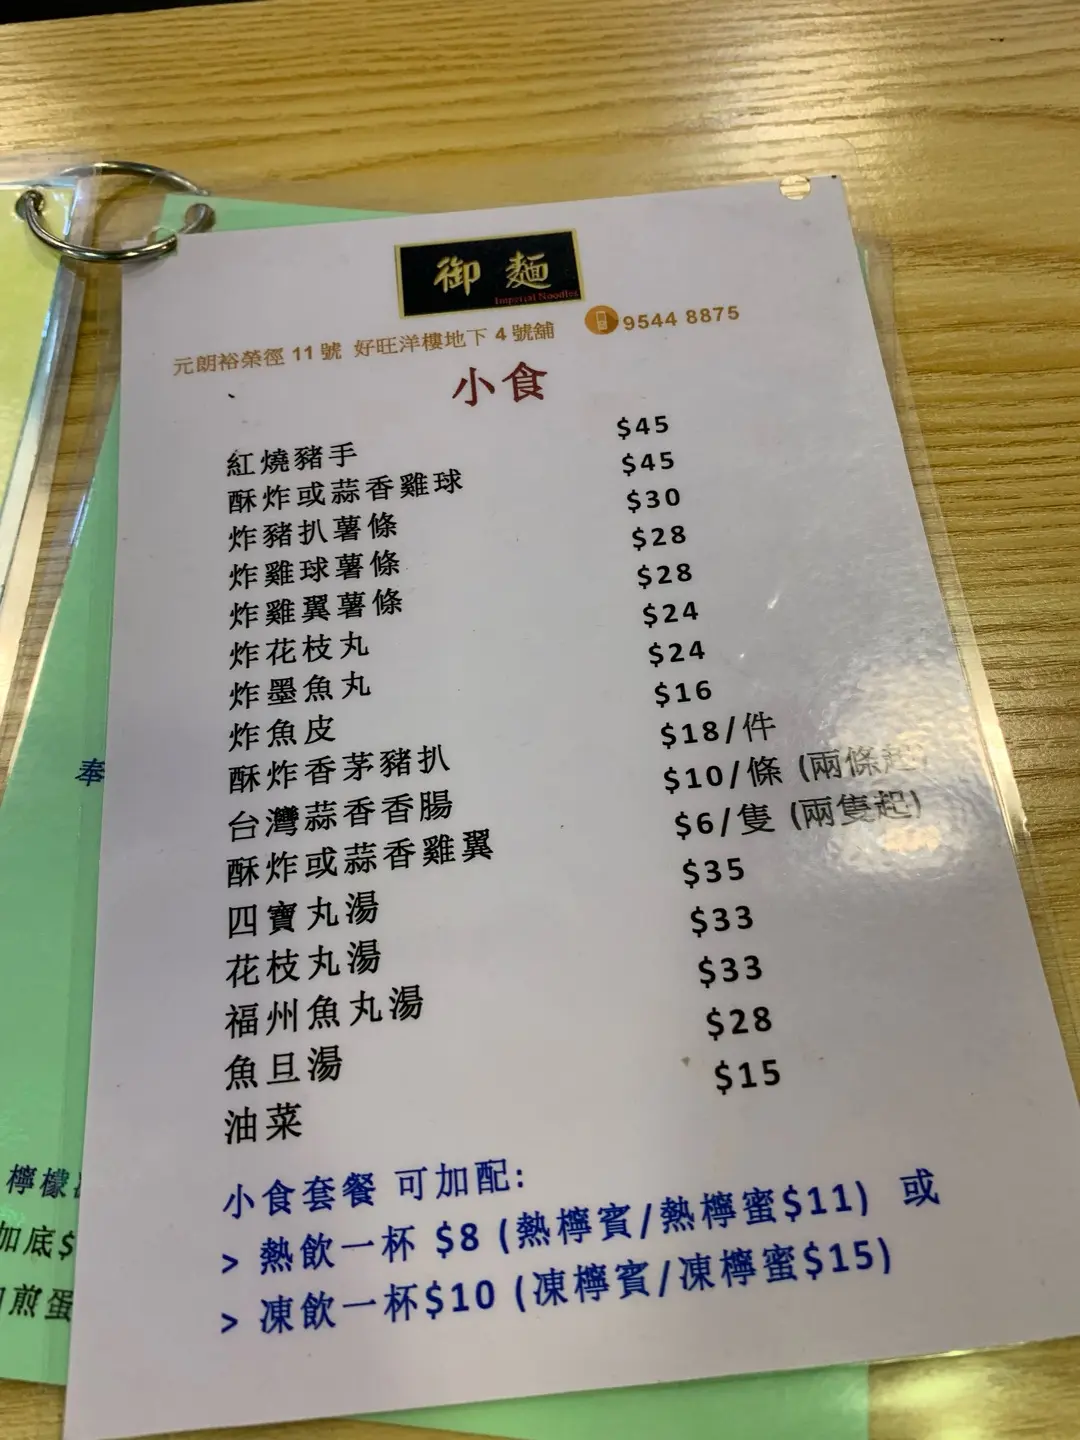 御麵
Imperial Noodles
元朗裕榮徑 11 號 好旺洋樓地下 4 號舖 9544 8875
小食
紅燒豬手 $45
酥炸或蒜香雞球 $45
炸豬扒薯條 $30
炸雞球薯條 $28
炸雞翼薯條 $28
炸花枝丸 $24
炸墨魚丸 $24
炸魚皮 $16
酥炸香茅豬扒 $18/件
台灣蒜香香腸 $10/條 (兩條起)
酥炸或蒜香雞翼 $6/隻 (兩隻起)
四寶丸湯 $35
花枝丸湯 $33
福州魚丸湯 $33
魚旦湯 $28
油菜 $15
小食套餐 可加配:
> 熱飲一杯 $8 (熱檸賓/熱檸蜜$11) 或
> 凍飲一杯$10 (凍檸賓/凍檸蜜$15)
奉
檸檬
加底$
煎蛋